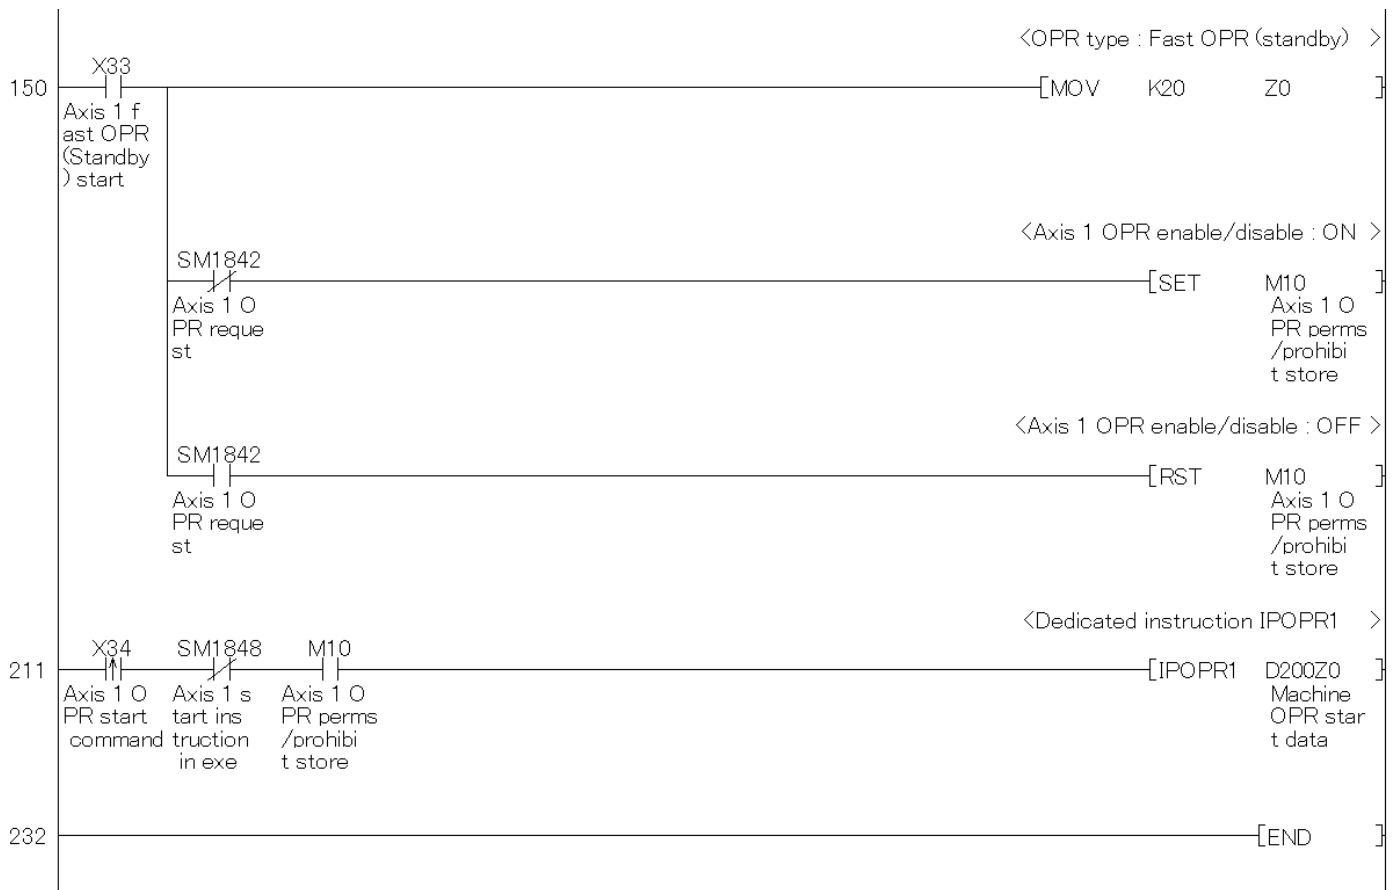 <OPR type : Fast OPR (standby) >
X33
150
[MOV K20 Z0 ]
Axis 1 f
ast OPR
(Standby
) start
<Axis 1 OPR enable/disable : ON >
SM1842
[SET M10 ]
Axis 1 O
PR reque
st
Axis 1 O
PR perms
/prohibi
t store
<Axis 1 OPR enable/disable : OFF >
SM1842
[RST M10 ]
Axis 1 O
PR reque
st
Axis 1 O
PR perms
/prohibi
t store
<Dedicated instruction IPOPR1 >
X34 SM1848 M10
211
[IPOPR1 D200Z0 ]
Axis 1 O
PR start
command
Axis 1 s
tart ins
truction
in exe
Axis 1 O
PR perms
/prohibi
t store
Machine
OPR star
t data
232
[END ]